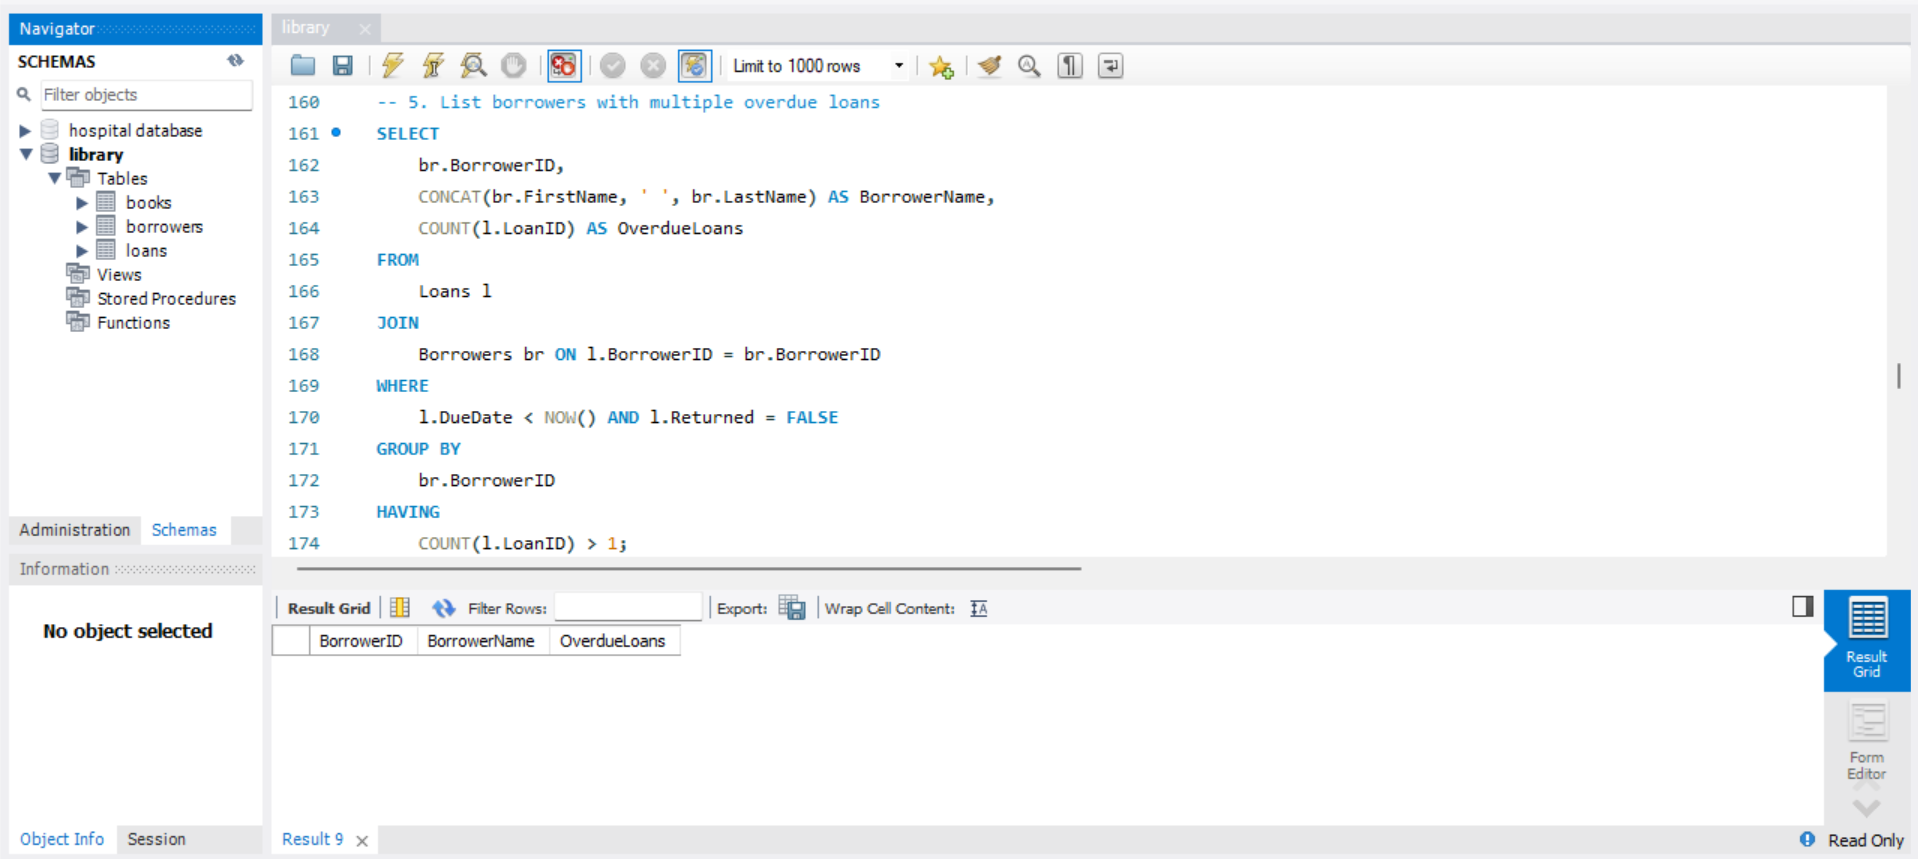 Navigator
SCHEMAS
Filter objects
hospital database
library
Tables
books
borrowers
loans
Views
Stored Procedures
Functions
Administration
Schemas
Information
No object selected
Object Info
Session
library
Limit to 1000 rows
160 -- 5. List borrowers with multiple overdue loans
161 SELECT
162 br.BorrowerID,
163 CONCAT(br.FirstName, ' ', br.LastName) AS BorrowerName,
164 COUNT(l.LoanID) AS OverdueLoans
165 FROM
166 Loans l
167 JOIN
168 Borrowers br ON l.BorrowerID = br.BorrowerID
169 WHERE
170 l.DueDate < NOW() AND l.Returned = FALSE
171 GROUP BY
172 br.BorrowerID
173 HAVING
174 COUNT(l.LoanID) > 1;
Result Grid Filter Rows: Export: Wrap Cell Content:
BorrowerID BorrowerName OverdueLoans
Result
Grid
Form
Editor
Result 9
Read Only